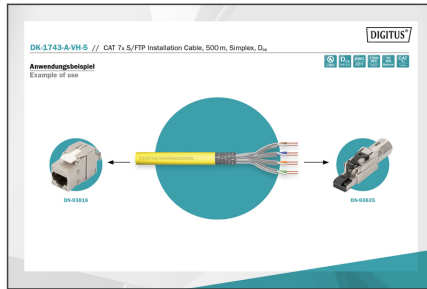 DIGITUS®
DK-1743-A-VH-5 // CAT 7A S/FTP Installation Cable, 500 m, Simplex, Dca
Anwendungsbeispiel
Example of use
DN-93818
DN-93835